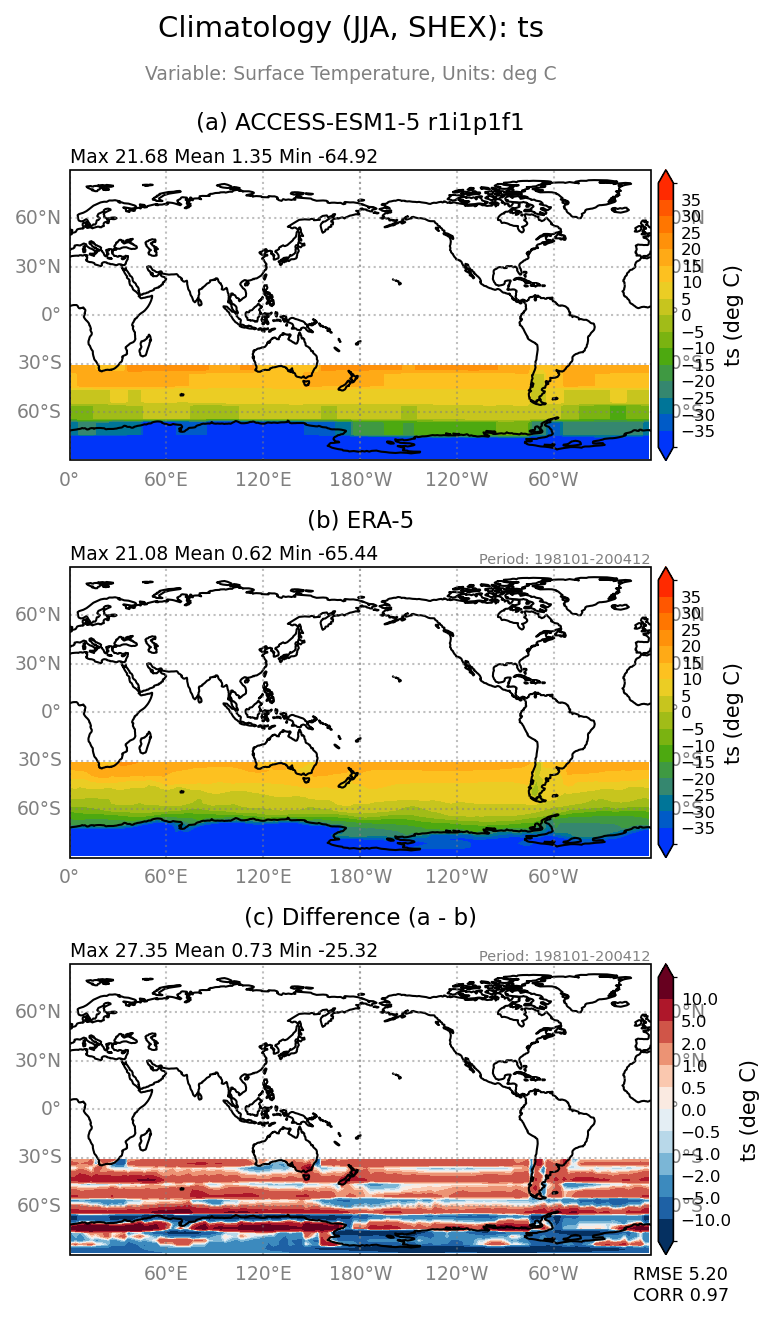 Climatology (JJA, SHEX): ts
Variable: Surface Temperature, Units: deg C
(a) ACCESS-ESM1-5 r1i1p1f1
Max 21.68 Mean 1.35 Min -64.92
60°N
30°N
0°
30°S
60°S
0°
60°E
120°E
180°W
120°W
60°W
35
30
25
20
15
10
5
0
−5
−10
−15
−20
−25
−30
−35
ts (deg C)
(b) ERA-5
Max 21.08 Mean 0.62 Min -65.44
Period: 198101-200412
60°N
30°N
0°
30°S
60°S
0°
60°E
120°E
180°W
120°W
60°W
35
30
25
20
15
10
5
0
−5
−10
−15
−20
−25
−30
−35
ts (deg C)
(c) Difference (a - b)
Max 27.35 Mean 0.73 Min -25.32
Period: 198101-200412
60°N
30°N
0°
30°S
60°S
60°E
120°E
180°W
120°W
60°W
10.0
5.0
2.0
1.0
0.5
0.0
−0.5
−1.0
−2.0
−5.0
−10.0
ts (deg C)
RMSE 5.20
CORR 0.97